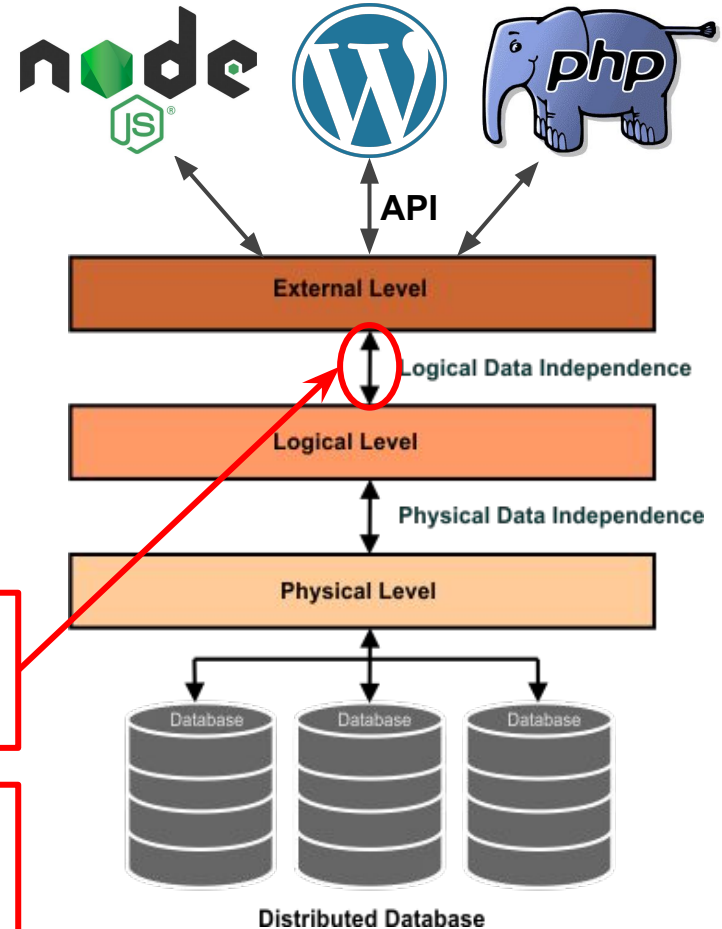 node
JS®
W
php
API
External Level
Logical Data Independence
Logical Level
Physical Data Independence
Physical Level
Database Database Database
Distributed Database